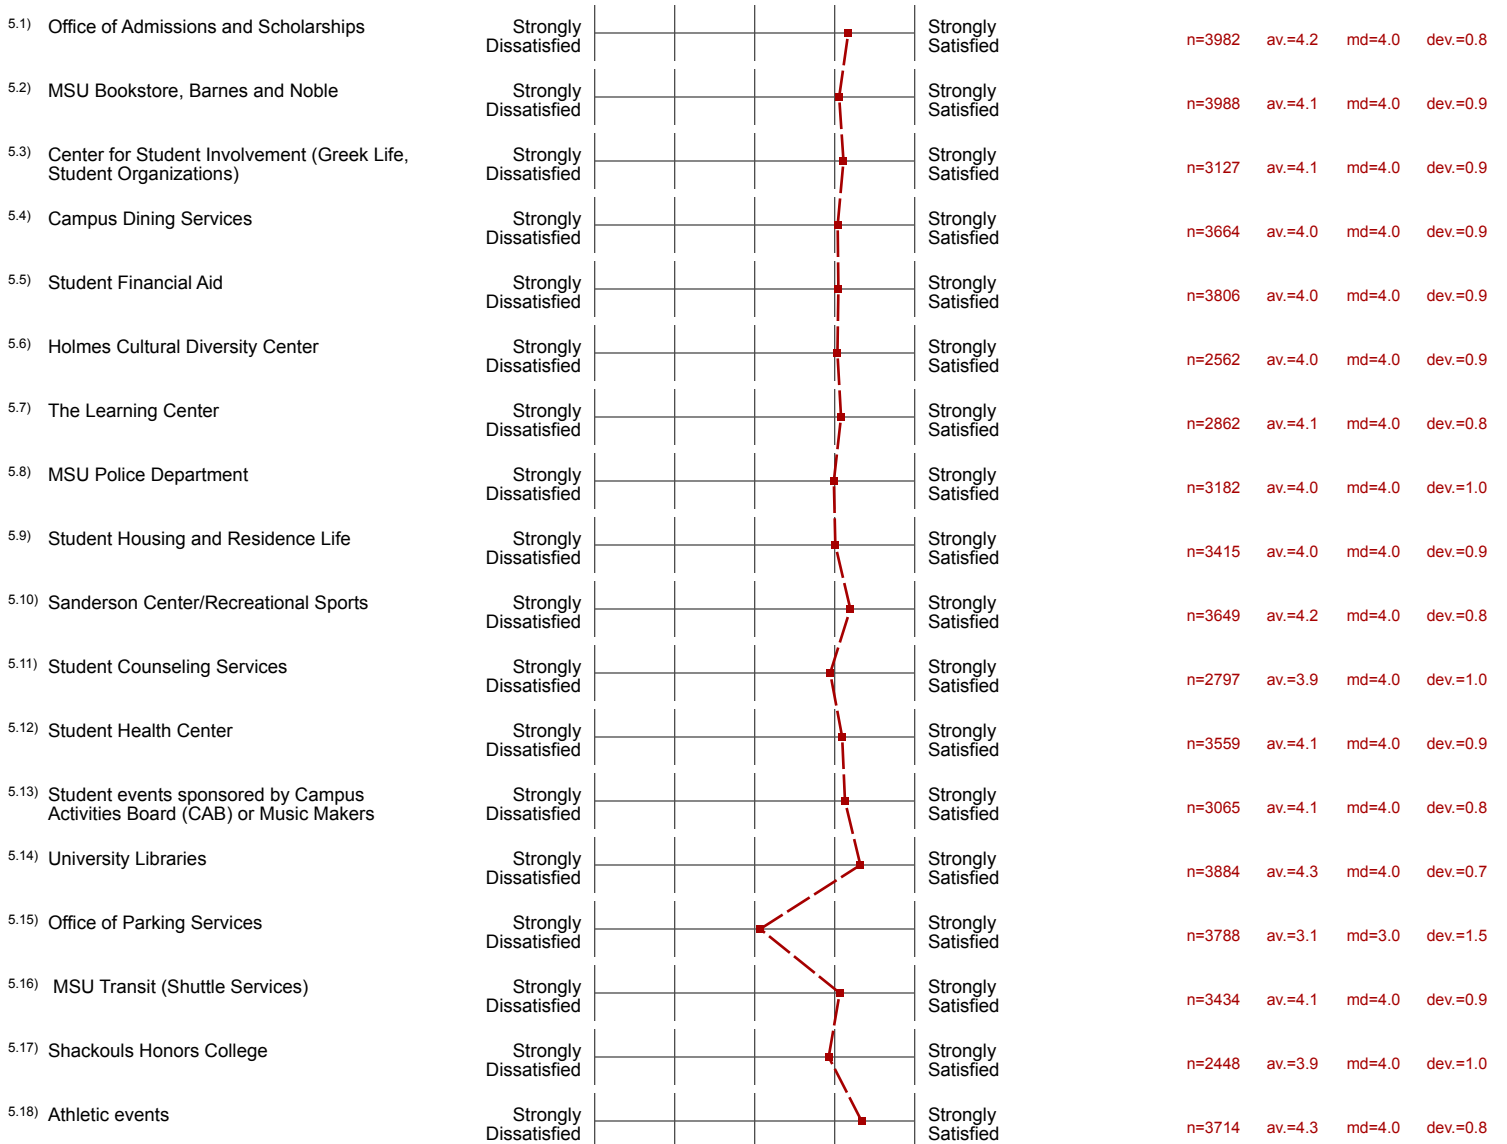 5.1) Office of Admissions and Scholarships Strongly Dissatisfied Strongly Satisfied n=3982 av.=4.2 md=4.0 dev.=0.8
5.2) MSU Bookstore, Barnes and Noble Strongly Dissatisfied Strongly Satisfied n=3988 av.=4.1 md=4.0 dev.=0.9
5.3) Center for Student Involvement (Greek Life, Student Organizations) Strongly Dissatisfied Strongly Satisfied n=3127 av.=4.1 md=4.0 dev.=0.9
5.4) Campus Dining Services Strongly Dissatisfied Strongly Satisfied n=3664 av.=4.0 md=4.0 dev.=0.9
5.5) Student Financial Aid Strongly Dissatisfied Strongly Satisfied n=3806 av.=4.0 md=4.0 dev.=0.9
5.6) Holmes Cultural Diversity Center Strongly Dissatisfied Strongly Satisfied n=2562 av.=4.0 md=4.0 dev.=0.9
5.7) The Learning Center Strongly Dissatisfied Strongly Satisfied n=2862 av.=4.1 md=4.0 dev.=0.8
5.8) MSU Police Department Strongly Dissatisfied Strongly Satisfied n=3182 av.=4.0 md=4.0 dev.=1.0
5.9) Student Housing and Residence Life Strongly Dissatisfied Strongly Satisfied n=3415 av.=4.0 md=4.0 dev.=0.9
5.10) Sanderson Center/Recreational Sports Strongly Dissatisfied Strongly Satisfied n=3649 av.=4.2 md=4.0 dev.=0.8
5.11) Student Counseling Services Strongly Dissatisfied Strongly Satisfied n=2797 av.=3.9 md=4.0 dev.=1.0
5.12) Student Health Center Strongly Dissatisfied Strongly Satisfied n=3559 av.=4.1 md=4.0 dev.=0.9
5.13) Student events sponsored by Campus Activities Board (CAB) or Music Makers Strongly Dissatisfied Strongly Satisfied n=3065 av.=4.1 md=4.0 dev.=0.8
5.14) University Libraries Strongly Dissatisfied Strongly Satisfied n=3884 av.=4.3 md=4.0 dev.=0.7
5.15) Office of Parking Services Strongly Dissatisfied Strongly Satisfied n=3788 av.=3.1 md=3.0 dev.=1.5
5.16) MSU Transit (Shuttle Services) Strongly Dissatisfied Strongly Satisfied n=3434 av.=4.1 md=4.0 dev.=0.9
5.17) Shackouls Honors College Strongly Dissatisfied Strongly Satisfied n=2448 av.=3.9 md=4.0 dev.=1.0
5.18) Athletic events Strongly Dissatisfied Strongly Satisfied n=3714 av.=4.3 md=4.0 dev.=0.8